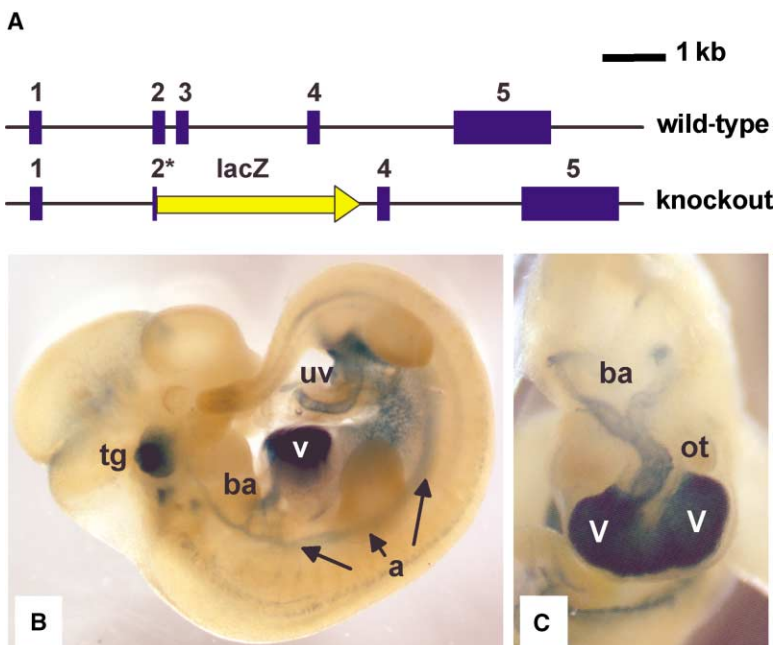 A
1 kb
1 2 3 4 5
wild-type
1 2* lacZ 4 5
knockout
uv
tg
v
ba
a
B
ba
ot
V V
C